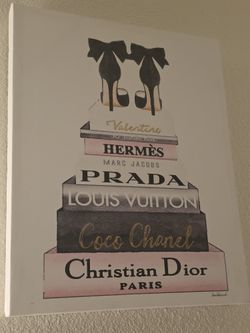 Valentino
HERMÈS
MARC JACOBS
PRADA
LOUIS VUITTON
Coco Chanel
Christian Dior
PARIS